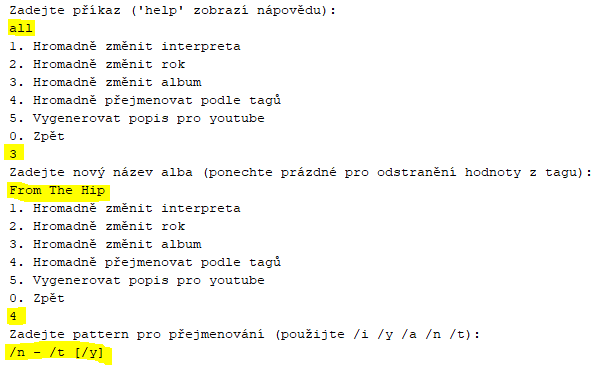 Zadejte příkaz ('help' zobrazí nápovědu):
all
1. Hromadně změnit interpreta
2. Hromadně změnit rok
3. Hromadně změnit album
4. Hromadně přejmenovat podle tagů
5. Vygenerovat popis pro youtube
0. Zpět
3
Zadejte nový název alba (ponechte prázdné pro odstranění hodnoty z tagu):
From The Hip
1. Hromadně změnit interpreta
2. Hromadně změnit rok
3. Hromadně změnit album
4. Hromadně přejmenovat podle tagů
5. Vygenerovat popis pro youtube
0. Zpět
4
Zadejte pattern pro přejmenování (použijte /i /y /a /n /t):
/n - /t [/y]